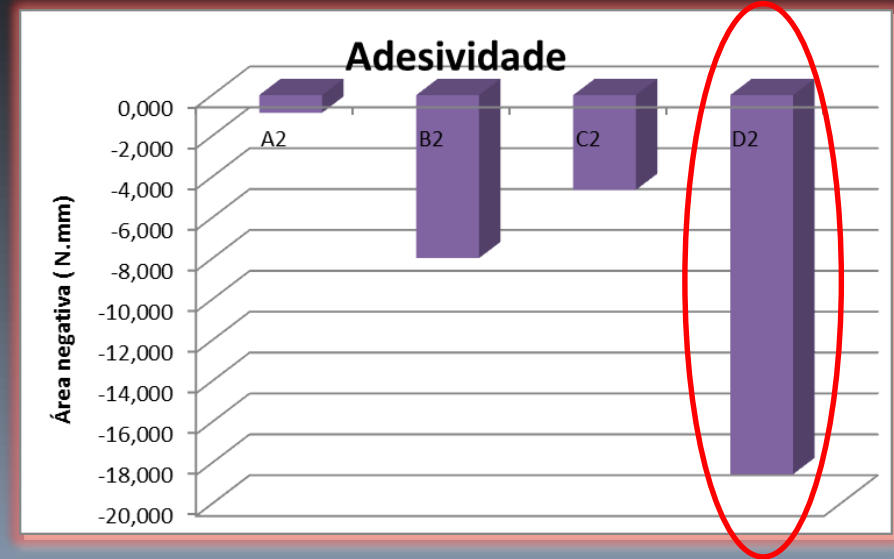 Adesividade
0,000
-2,000
-4,000
-6,000
-8,000
-10,000
-12,000
-14,000
-16,000
-18,000
-20,000
Área negativa ( N.mm)
A2
B2
C2
D2